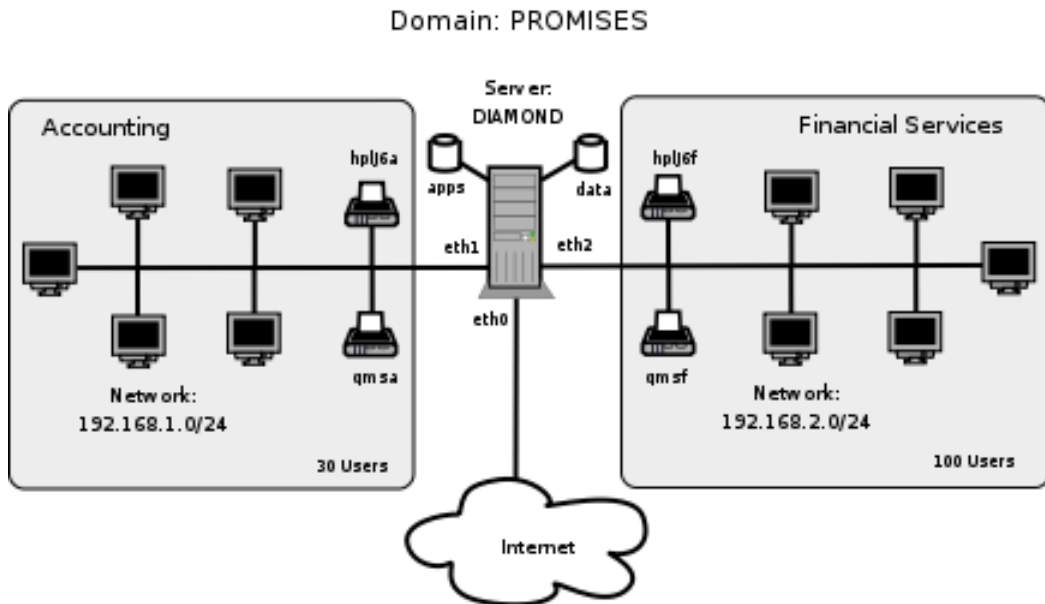 Domain: PROMISES
Server:
DIAMOND
Accounting
Financial Services
hplj6a
apps
data
hplj6f
eth1
eth2
eth0
qmsa
qmsf
Network:
192.168.1.0/24
Network:
192.168.2.0/24
30 Users
100 Users
Internet